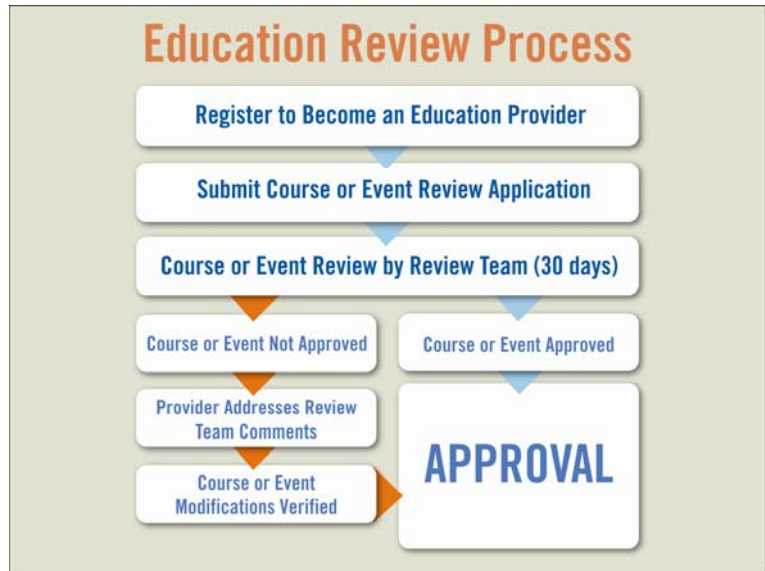 Education Review Process
Register to Become an Education Provider
Submit Course or Event Review Application
Course or Event Review by Review Team (30 days)
Course or Event Not Approved
Provider Addresses Review
Team Comments
Course or Event
Modifications Verified
Course or Event Approved
APPROVAL